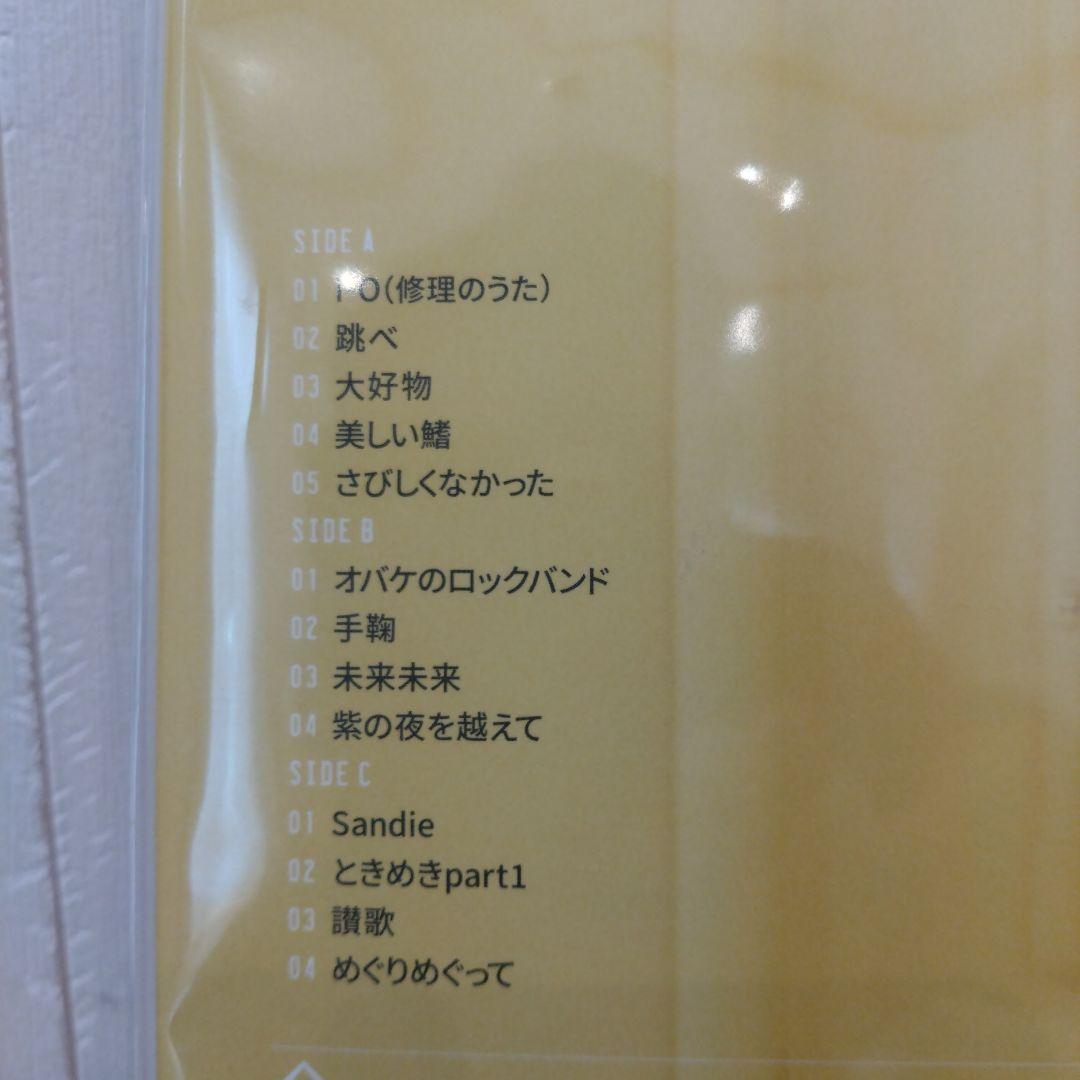 SIDE A
01 i-O(修理のうた)
02 跳べ
03 大好物
04 美しい鰭
05 さびしくなかった
SIDE B
01 オバケのロックバンド
02 手鞠
03 未来未来
04 紫の夜を越えて
SIDE C
01 Sandie
02 ときめきpart1
03 讃歌
04 めぐりめぐって